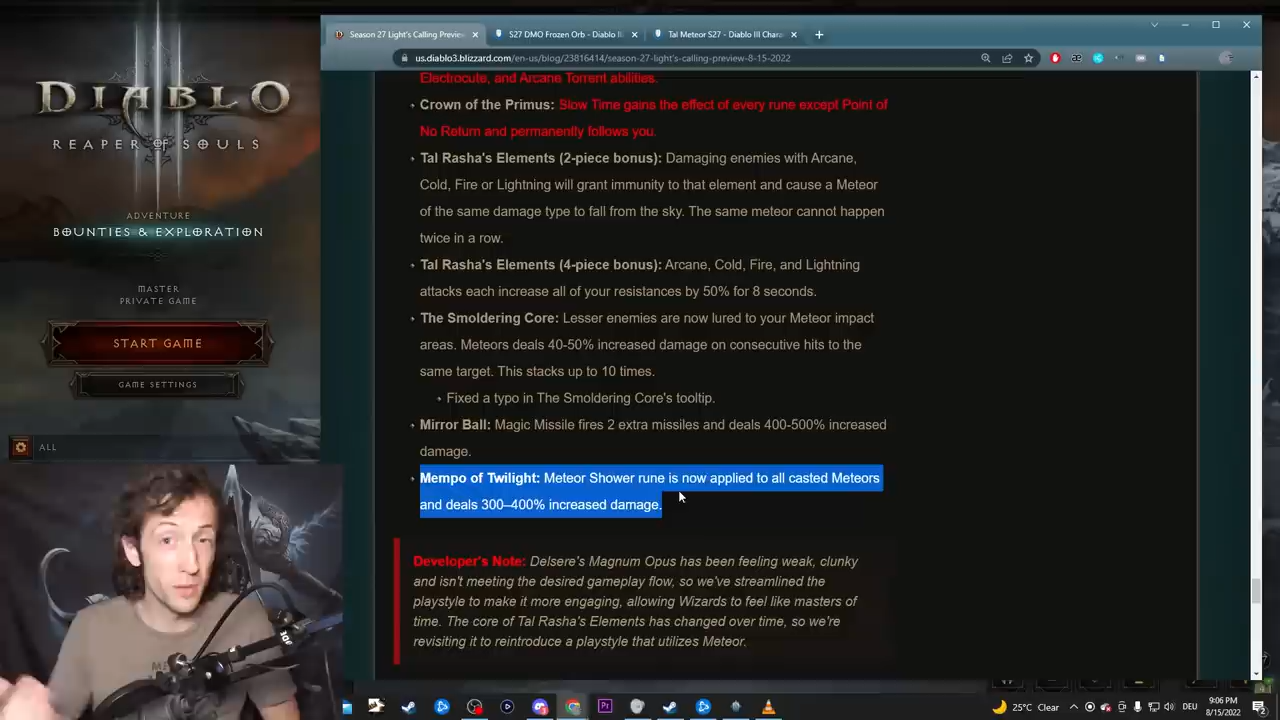 Season 27 Light's Calling Preview
S27 DMO Frozen Orb - Diablo II
Tal Meteor S27 - Diablo III Chara
us.diablo3.blizzard.com/en-us/blog/23816414/season-27-light's-calling-preview-8-15-2022
DIABLO
REAPER OF SOULS
ADVENTURE
BOUNTIES & EXPLORATION
MASTER
PRIVATE GAME
START GAME
GAME SETTINGS
ALL
Electrocute, and Arcane Torrent abilities.
Crown of the Primus: Slow Time gains the effect of every rune except Point of
No Return and permanently follows you.
Tal Rasha's Elements (2-piece bonus): Damaging enemies with Arcane,
Cold, Fire or Lightning will grant immunity to that element and cause a Meteor
of the same damage type to fall from the sky. The same meteor cannot happen
twice in a row.
Tal Rasha's Elements (4-piece bonus): Arcane, Cold, Fire, and Lightning
attacks each increase all of your resistances by 50% for 8 seconds.
The Smoldering Core: Lesser enemies are now lured to your Meteor impact
areas. Meteors deals 40-50% increased damage on consecutive hits to the
same target. This stacks up to 10 times.
Fixed a typo in The Smoldering Core's tooltip.
Mirror Ball: Magic Missile fires 2 extra missiles and deals 400-500% increased
damage.
Mempo of Twilight: Meteor Shower rune is now applied to all casted Meteors
and deals 300–400% increased damage.
Developer's Note: Delsere's Magnum Opus has been feeling weak, clunky
and isn't meeting the desired gameplay flow, so we've streamlined the
playstyle to make it more engaging, allowing Wizards to feel like masters of
time. The core of Tal Rasha's Elements has changed over time, so we're
revisiting it to reintroduce a playstyle that utilizes Meteor.
25°C Clear
DEU
9:06 PM
8/15/2022